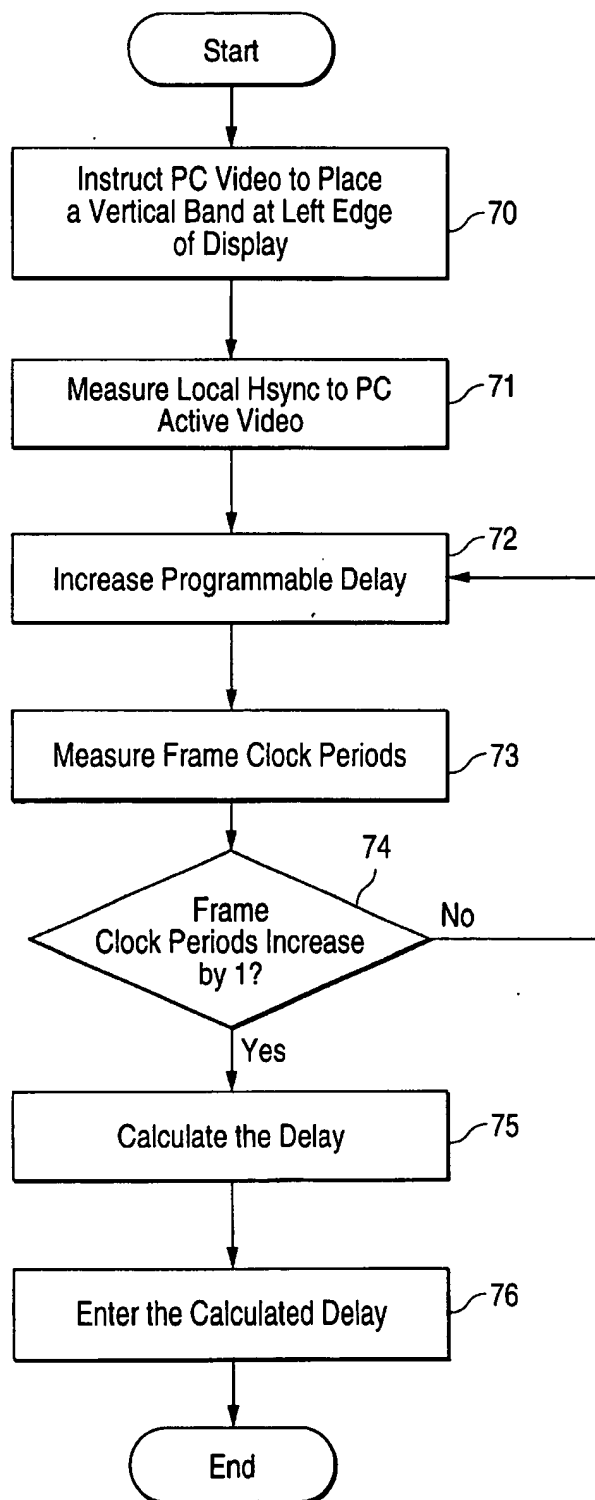 Start
Instruct PC Video to Place
a Vertical Band at Left Edge
of Display
70
Measure Local Hsync to PC
Active Video
71
72
Increase Programmable Delay
Measure Frame Clock Periods
73
74
Frame
Clock Periods Increase
by 1?
No
Yes
Calculate the Delay
75
Enter the Calculated Delay
76
End